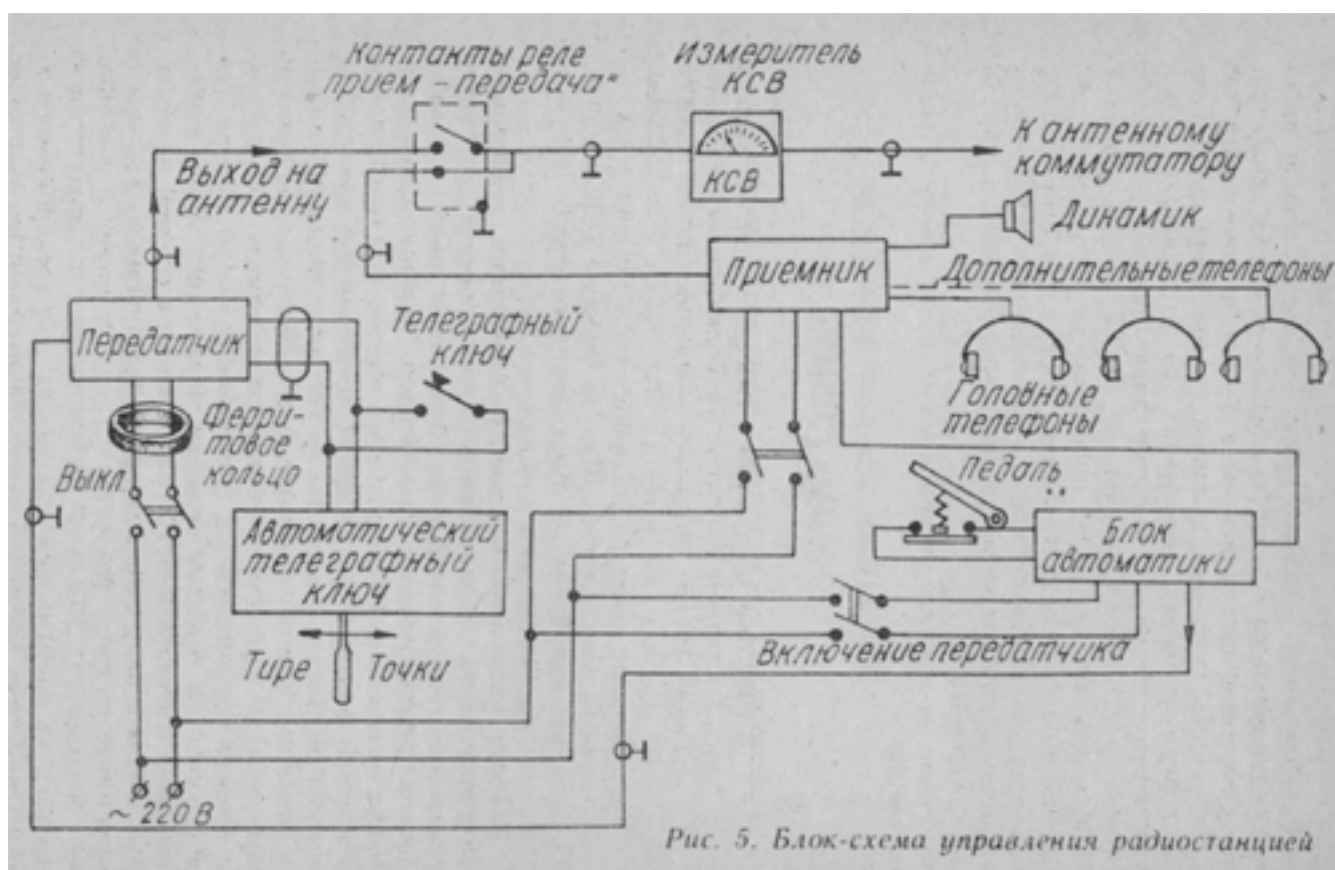 Контакты реле
"прием – передача"
Измеритель
КСВ
К антенному
коммутатору
Выход на
антенну
КСВ
Динамик
Приемник
Дополнительные телефоны
Передатчик
Телеграфный
ключ
Головные
телефоны
Ферри-
товое
кольцо
Выкл.
Педаль
Автоматический
телеграфный
ключ
Блок
автоматики
Тире
Точки
Включение передатчика
~ 220 В
Рис. 5. Блок-схема управления радиостанцией